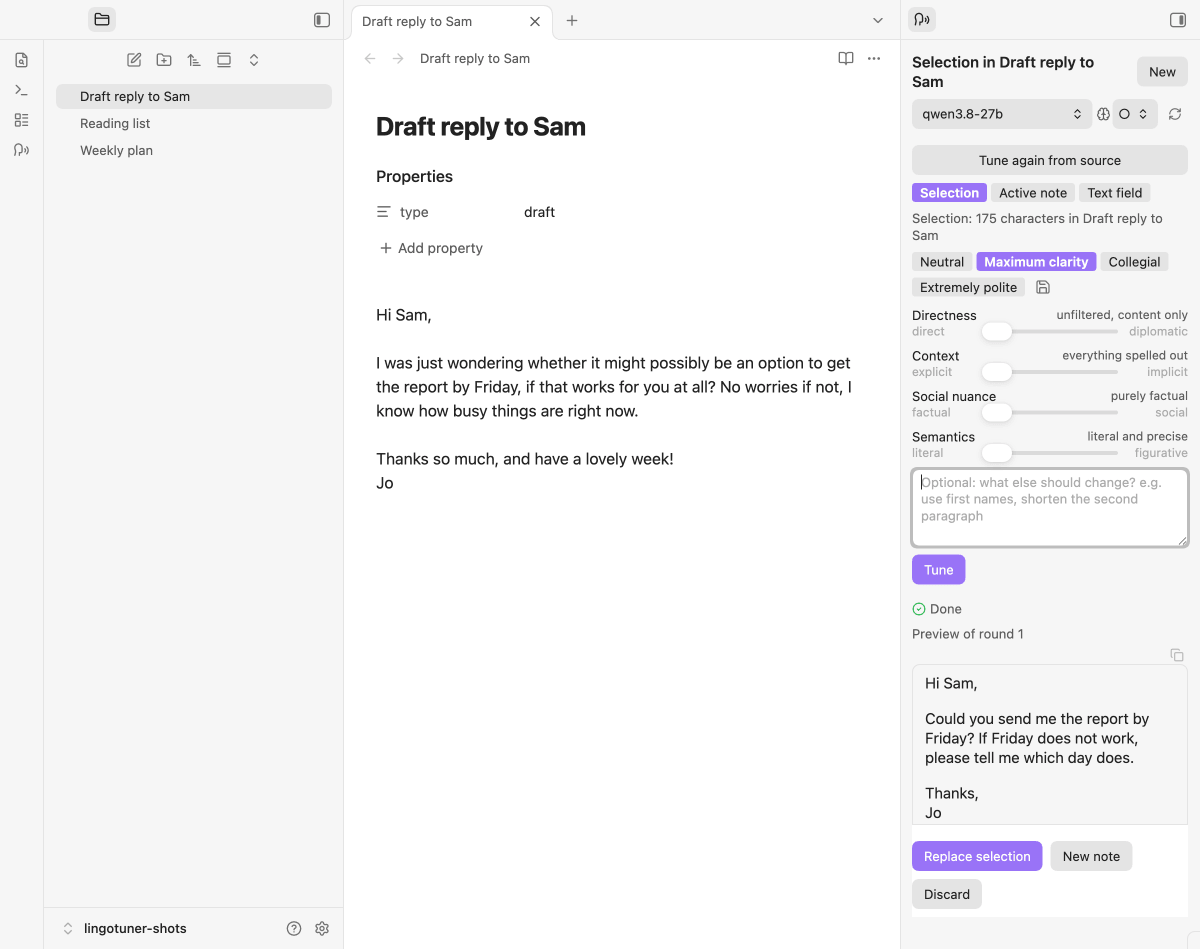 Draft reply to Sam
Draft reply to Sam
Reading list
Weekly plan
lingotuner-shots
Draft reply to Sam
Draft reply to Sam
Properties
type draft
Add property
Hi Sam,
I was just wondering whether it might possibly be an option to get
the report by Friday, if that works for you at all? No worries if not, I
know how busy things are right now.
Thanks so much, and have a lovely week!
Jo
Selection in Draft reply to
Sam
New
qwen3.8-27b
Tune again from source
Selection Active note Text field
Selection: 175 characters in Draft reply to
Sam
Neutral Maximum clarity Collegial
Extremely polite
Directness unfiltered, content only
direct diplomatic
Context everything spelled out
explicit implicit
Social nuance purely factual
factual social
Semantics literal and precise
literal figurative
Optional: what else should change? e.g.
use first names, shorten the second
paragraph
Tune
Done
Preview of round 1
Hi Sam,
Could you send me the report by
Friday? If Friday does not work,
please tell me which day does.
Thanks,
Jo
Replace selection New note
Discard